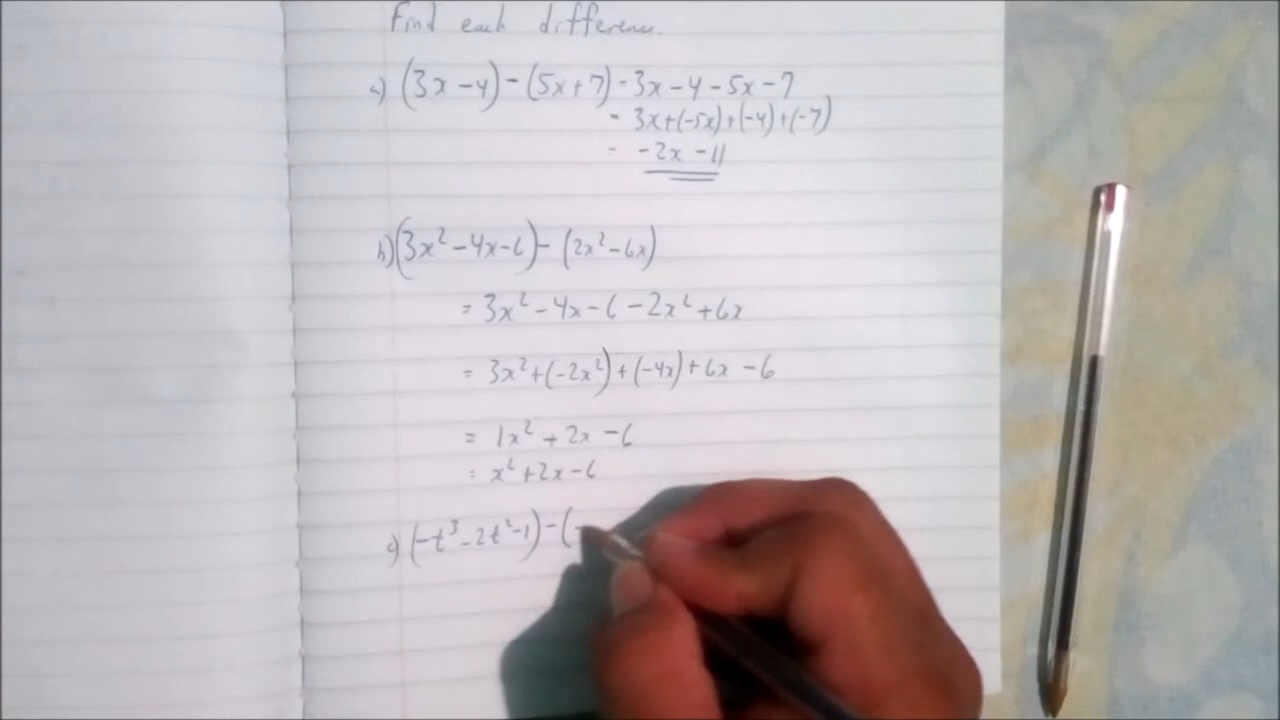 Find each difference.
a) (3x - 4) - (5x + 7) = 3x - 4 - 5x - 7
= 3x + (-5x) + (-4) + (-7)
= -2x - 11
b) (3x² - 4x - 6) - (2x² - 6x)
= 3x² - 4x - 6 - 2x² + 6x
= 3x² + (-2x²) + (-4x) + 6x - 6
= 1x² + 2x - 6
= x² + 2x - 6
c) (-t³ - 2t² - 1) - (-